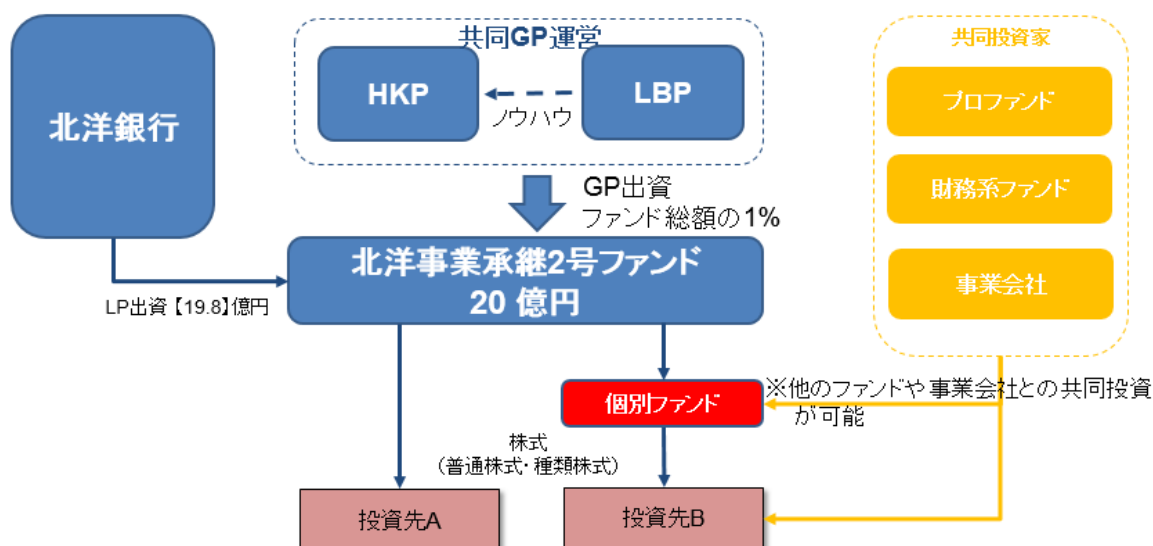 北洋銀行
共同GP運営
HKP
LBP
ノウハウ
GP出資
ファンド総額の1%
北洋事業承継2号ファンド
20 億円
LP出資【19.8】億円
共同投資家
プロファンド
財務系ファンド
事業会社
個別ファンド
※他のファンドや事業会社との共同投資
が可能
株式
（普通株式・種類株式）
投資先A
投資先B